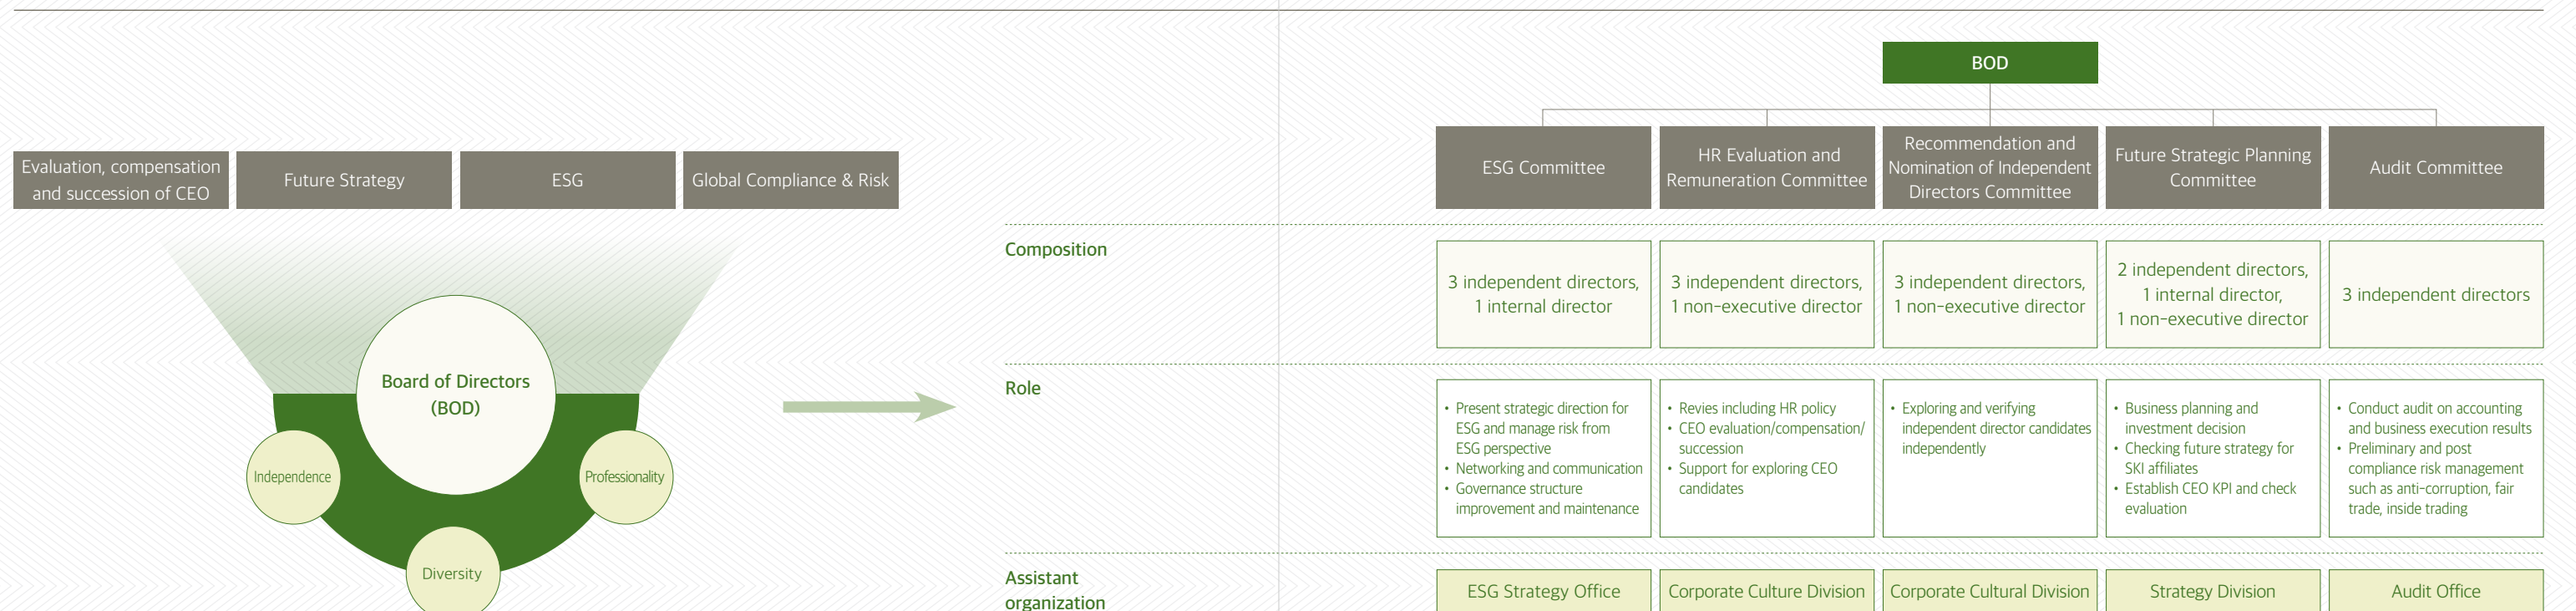 Evaluation, compensation
and succession of CEO
Future Strategy
ESG
Global Compliance & Risk
Board of Directors
(BOD)
Independence
Professionality
Diversity
BOD
ESG Committee
HR Evaluation and
Remuneration Committee
Recommendation and
Nomination of Independent
Directors Committee
Future Strategic Planning
Committee
Audit Committee
Composition
3 independent directors,
1 internal director
3 independent directors,
1 non-executive director
3 independent directors,
1 non-executive director
2 independent directors,
1 internal director,
1 non-executive director
3 independent directors
Role
• Present strategic direction for
ESG and manage risk from
ESG perspective
• Networking and communication
• Governance structure
improvement and maintenance
• Revies including HR policy
• CEO evaluation/compensation/
succession
• Support for exploring CEO
candidates
• Exploring and verifying
independent director candidates
independently
• Business planning and
investment decision
• Checking future strategy for
SKI affiliates
• Establish CEO KPI and check
evaluation
• Conduct audit on accounting
and business execution results
• Preliminary and post
compliance risk management
such as anti-corruption, fair
trade, inside trading
Assistant
organization
ESG Strategy Office
Corporate Culture Division
Corporate Cultural Division
Strategy Division
Audit Office